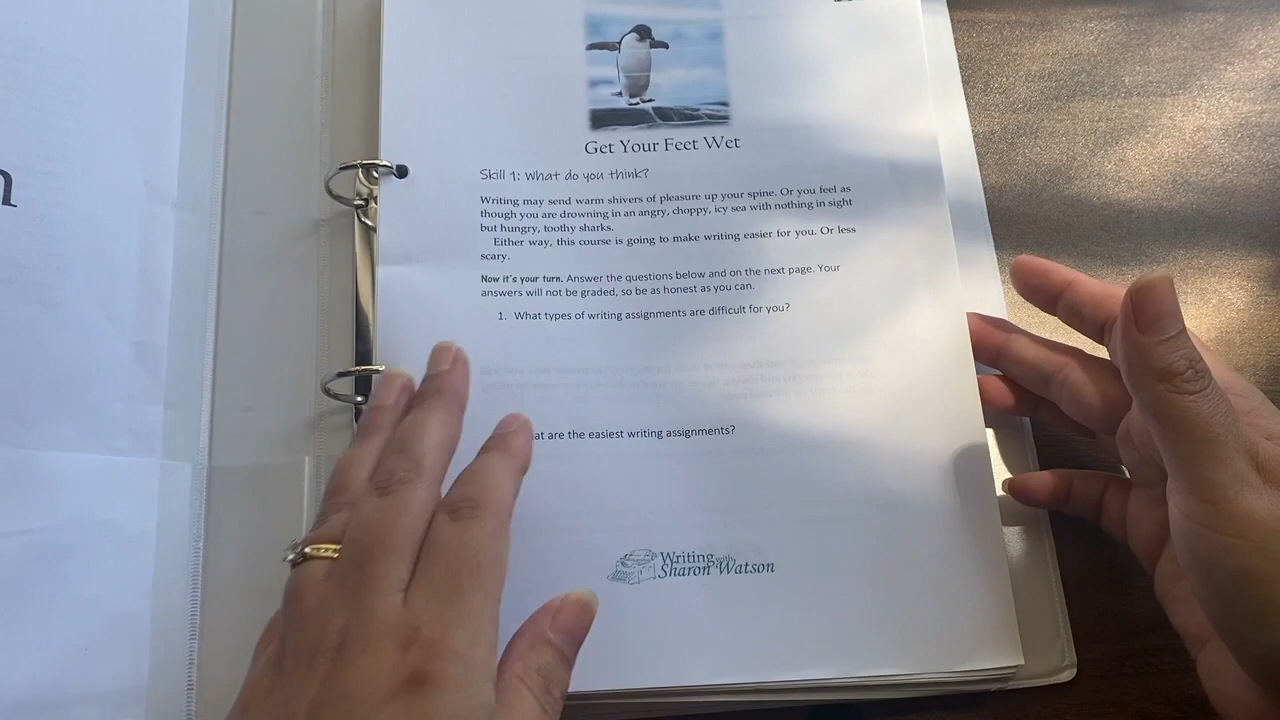 Get Your Feet Wet
Skill 1: What do you think?
Writing may send warm shivers of pleasure up your spine. Or you feel as
though you are drowning in an angry, choppy, icy sea with nothing in sight
but hungry, toothy sharks.
Either way, this course is going to make writing easier for you. Or less
scary.
Now it's your turn. Answer the questions below and on the next page. Your
answers will not be graded, so be as honest as you can.
1. What types of writing assignments are difficult for you?
at are the easiest writing assignments?
Writing with
Sharon Watson